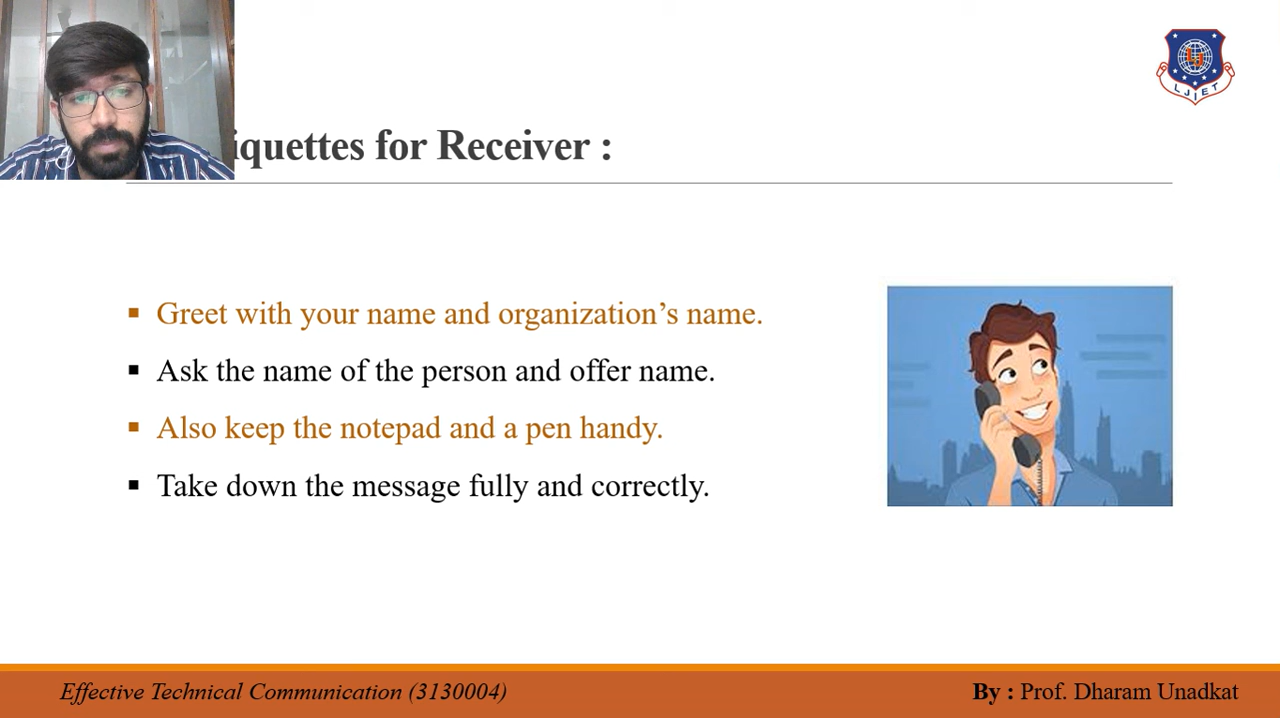 LJIET
iquettes for Receiver :
▪ Greet with your name and organization’s name.
▪ Ask the name of the person and offer name.
▪ Also keep the notepad and a pen handy.
▪ Take down the message fully and correctly.
Effective Technical Communication (3130004)
By : Prof. Dharam Unadkat